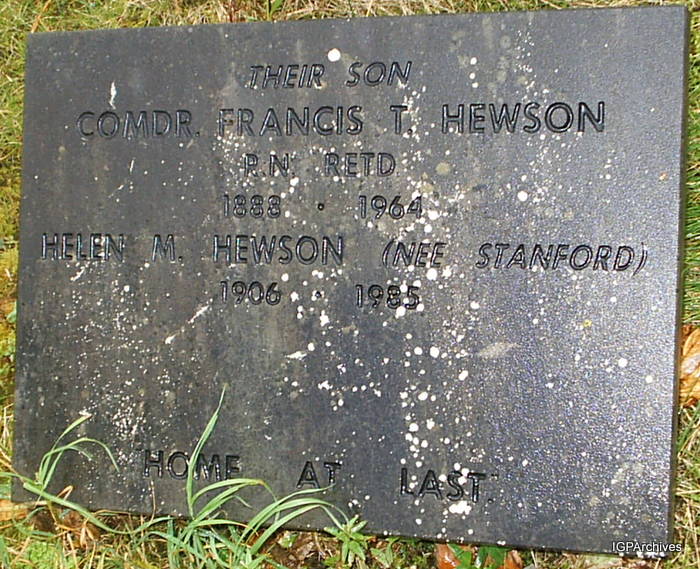 THEIR SON
COMDR. FRANCIS T. HEWSON
R.N. RETD
1888 · 1964
HELEN M. HEWSON (NEE STANFORD)
1906 · 1985
"HOME AT LAST."
IGPArchives